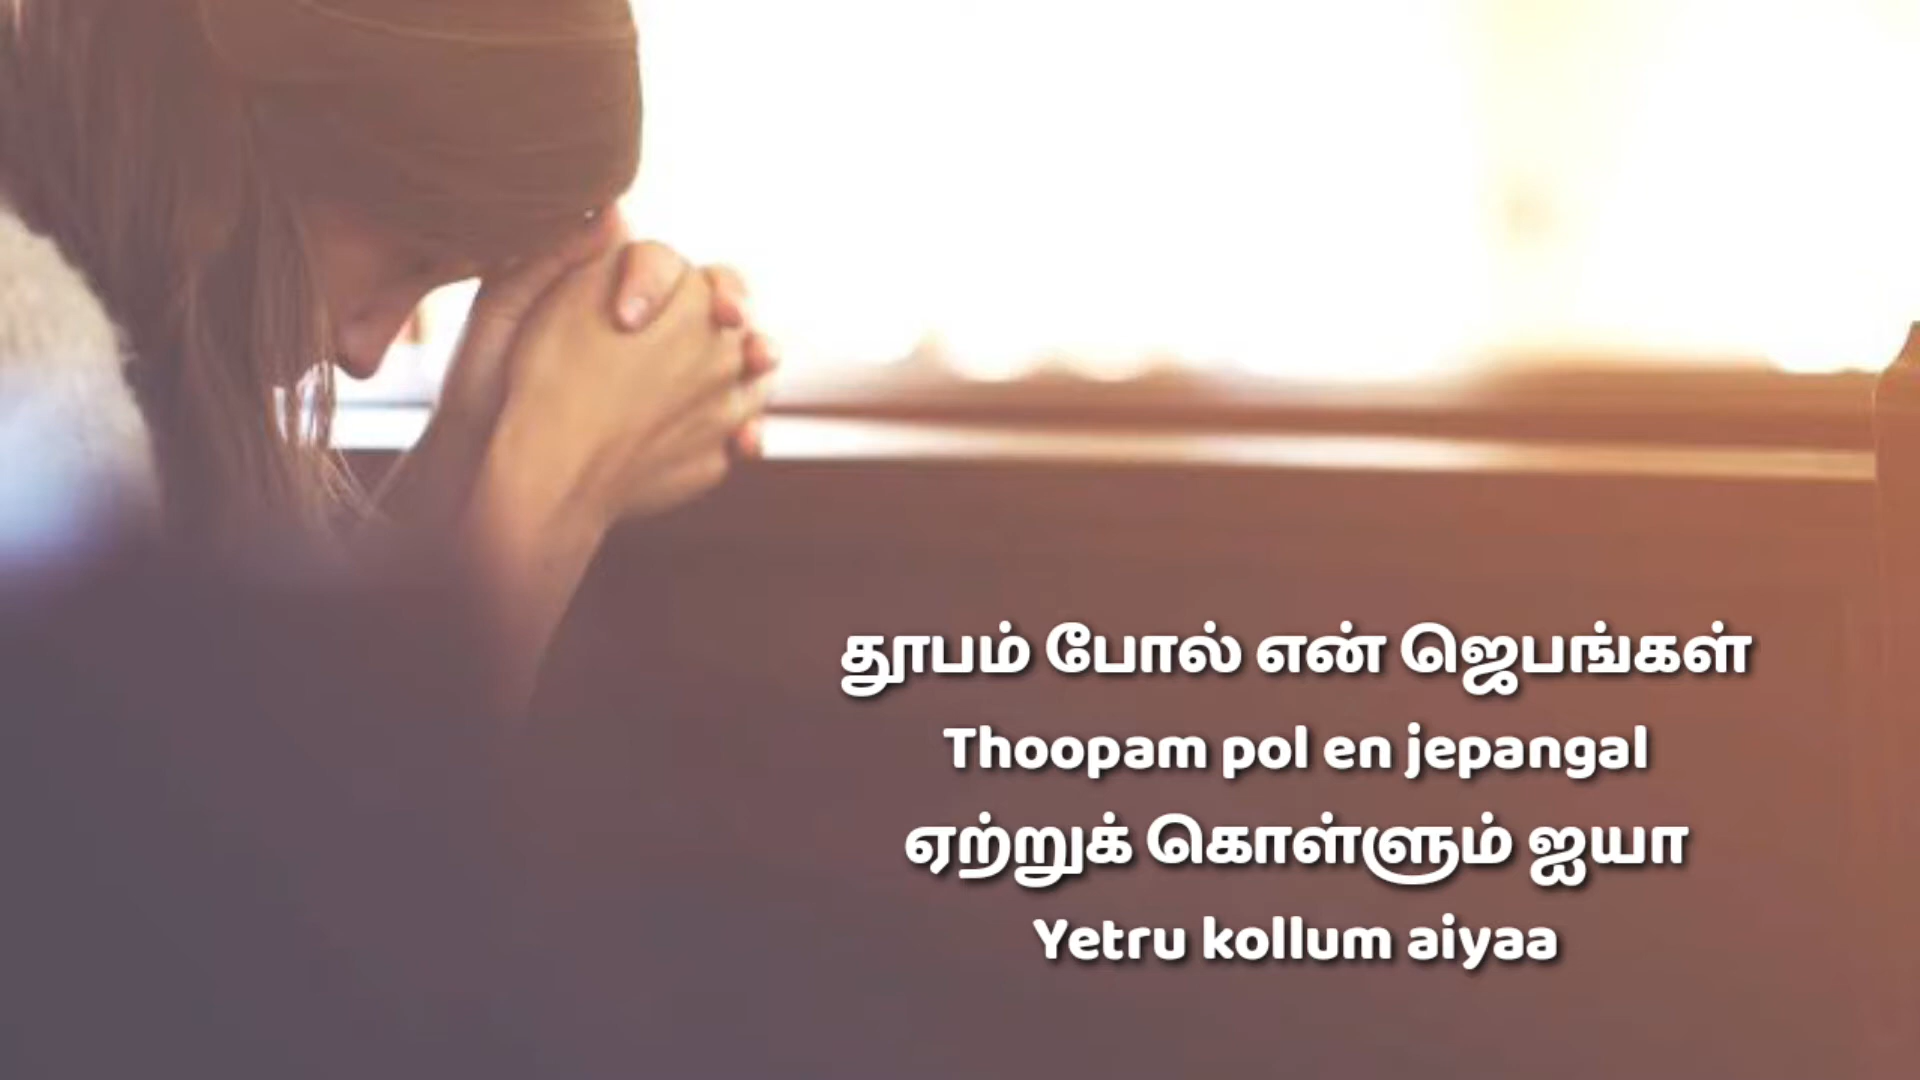 தூபம் போல் என் ஜெபங்கள்
Thoopam pol en jepangal
ஏற்றுக் கொள்ளும் ஐயா
Yetru kollum aiyaa